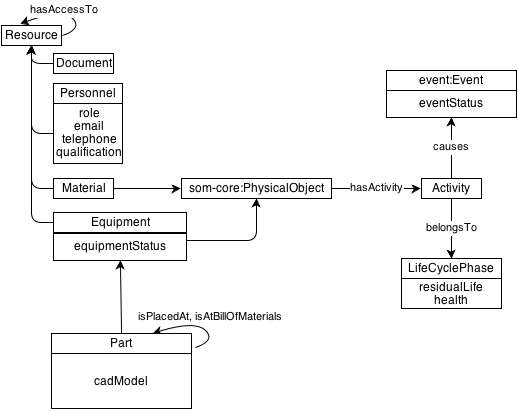 hasAccessTo
Resource
Document
Personnel
role
email
telephone
qualification
Material
som-core:PhysicalObject
hasActivity
Activity
event:Event
eventStatus
causes
belongsTo
LifeCyclePhase
residualLife
health
Equipment
equipmentStatus
isPlacedAt, isAtBillOfMaterials
Part
cadModel